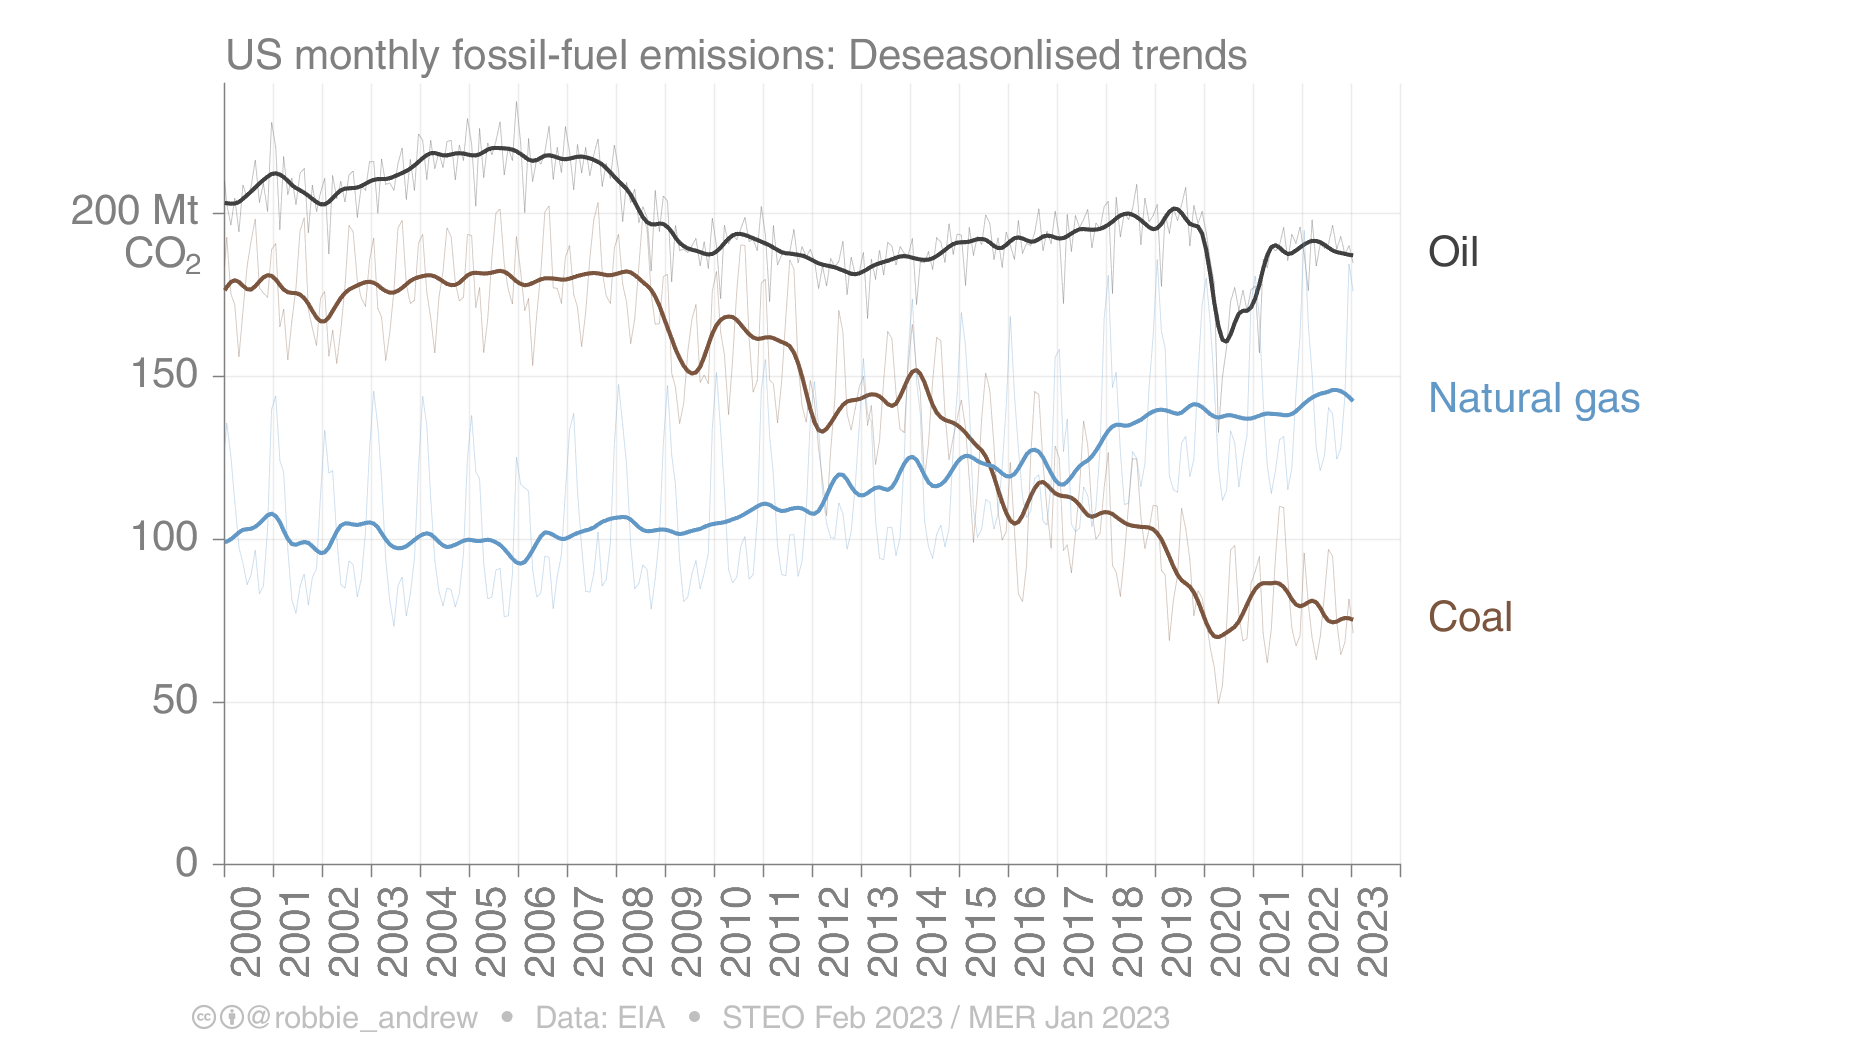 US monthly fossil-fuel emissions: Deseasonlised trends
200 Mt
CO₂
150
100
50
0
Oil
Natural gas
Coal
2000 2001 2002 2003 2004 2005 2006 2007 2008 2009 2010 2011 2012 2013 2014 2015 2016 2017 2018 2019 2020 2021 2022 2023
cc @robbie_andrew • Data: EIA • STEO Feb 2023 / MER Jan 2023